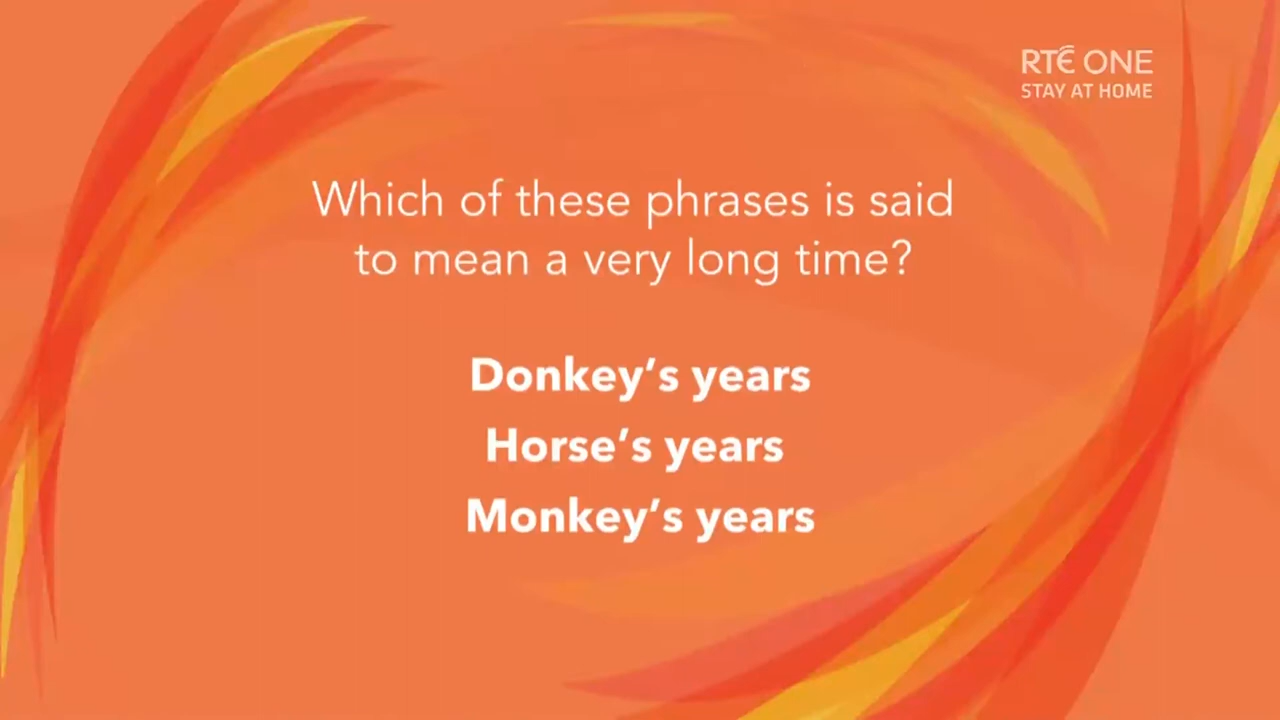 RTÉ ONE
STAY AT HOME
Which of these phrases is said
to mean a very long time?
Donkey’s years
Horse’s years
Monkey’s years